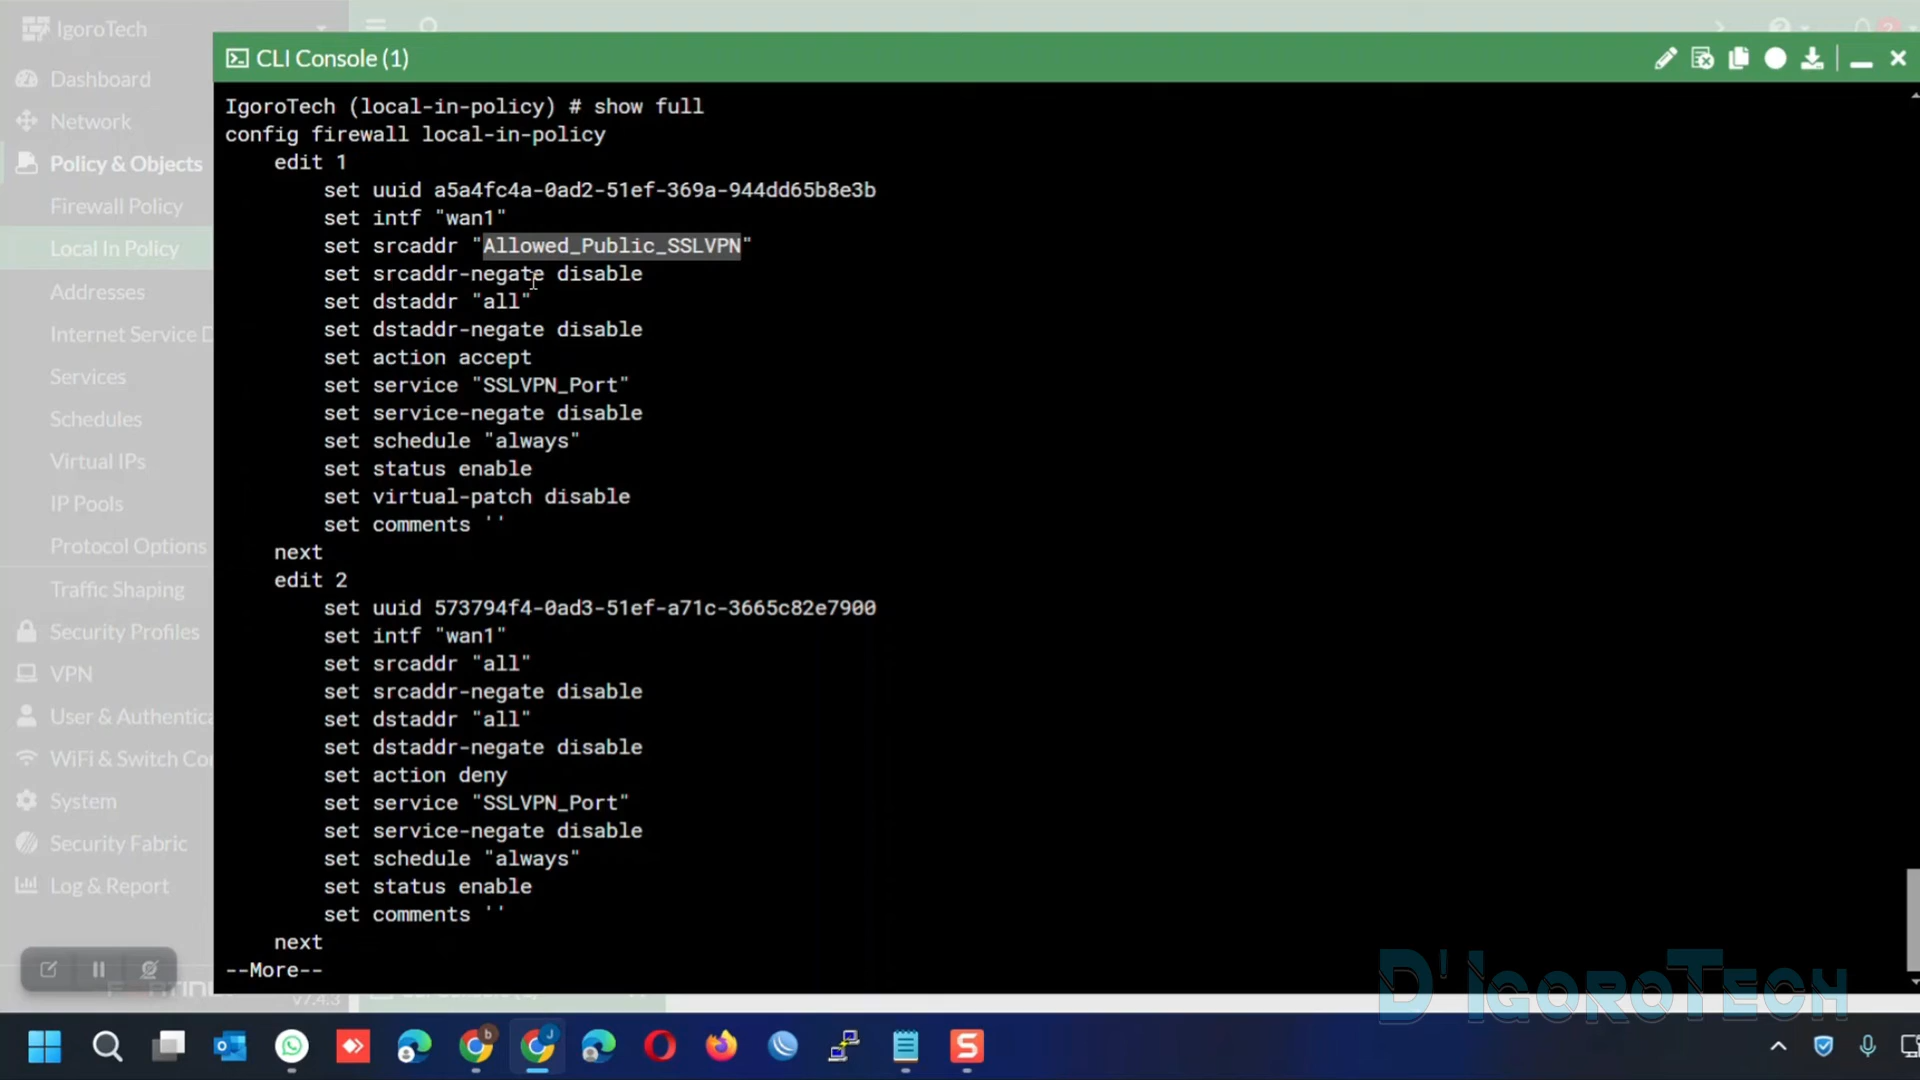 IgoroTech
CLI Console (1)
Dashboard
Network
Policy & Objects
Firewall Policy
Local In Policy
Addresses
Internet Service D
Services
Schedules
Virtual IPs
IP Pools
Protocol Options
Traffic Shaping
Security Profiles
VPN
User & Authentica
WiFi & Switch Co
System
Security Fabric
Log & Report
v7.4.3
IgoroTech (local-in-policy) # show full
config firewall local-in-policy
edit 1
set uuid a5a4fc4a-0ad2-51ef-369a-944dd65b8e3b
set intf "wan1"
set srcaddr "Allowed_Public_SSLVPN"
set srcaddr-negate disable
set dstaddr "all"
set dstaddr-negate disable
set action accept
set service "SSLVPN_Port"
set service-negate disable
set schedule "always"
set status enable
set virtual-patch disable
set comments ''
next
edit 2
set uuid 573794f4-0ad3-51ef-a71c-3665c82e7900
set intf "wan1"
set srcaddr "all"
set srcaddr-negate disable
set dstaddr "all"
set dstaddr-negate disable
set action deny
set service "SSLVPN_Port"
set service-negate disable
set schedule "always"
set status enable
set comments ''
next
--More--
D'IgoroTech